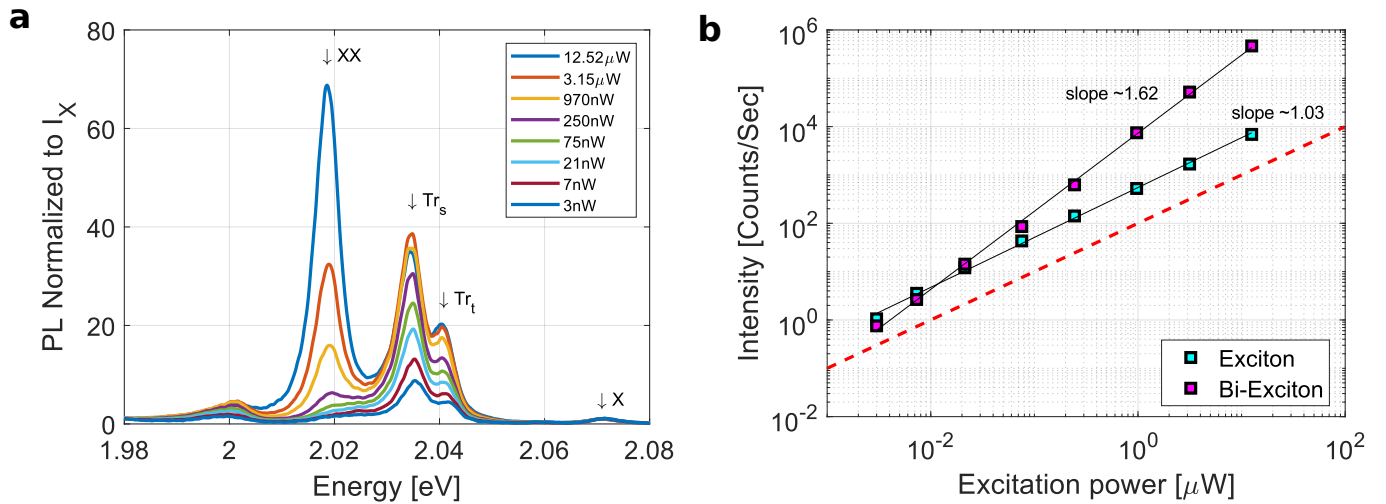 a
PL Normalized to I_X
80
60
40
20
0
1.98
2
2.02
2.04
2.06
2.08
Energy [eV]
↓ XX
↓ Tr_s
↓ Tr_t
↓ X
12.52μW
3.15μW
970nW
250nW
75nW
21nW
7nW
3nW
b
Intensity [Counts/Sec]
10^6
10^4
10^2
10^0
10^-2
10^-2
10^0
10^2
Excitation power [μW]
slope ~1.62
slope ~1.03
Exciton
Bi-Exciton